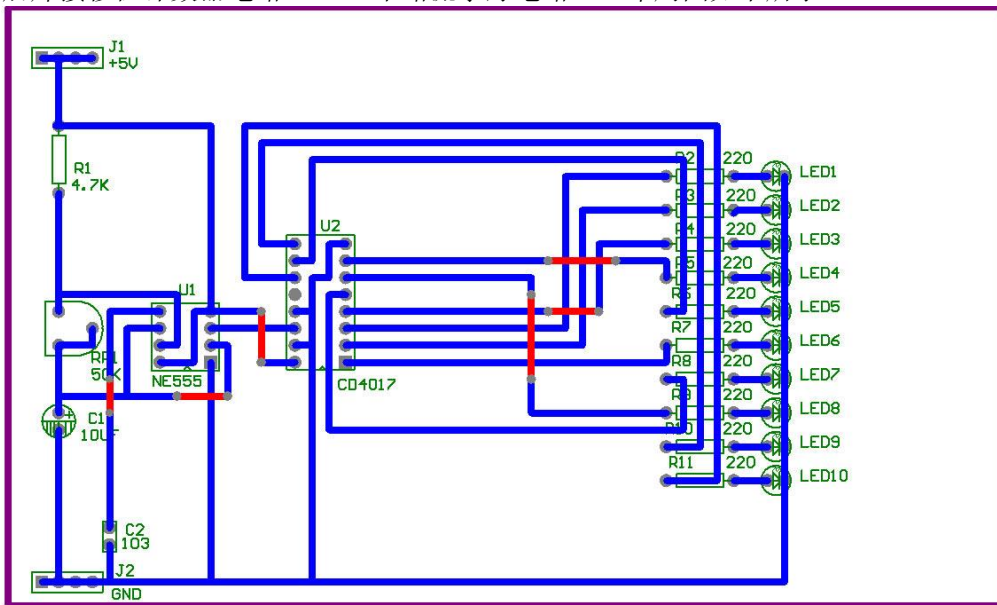 J1
+5V
R1
4.7K
U2
U1
RP1
50K
NE555
CD4017
C1
10UF
C2
103
J2
GND
R2 220 LED1
R3 220 LED2
R4 220 LED3
R5 220 LED4
R6 220 LED5
R7 220 LED6
R8 220 LED7
R9 220 LED8
R10 220 LED9
R11 220 LED10